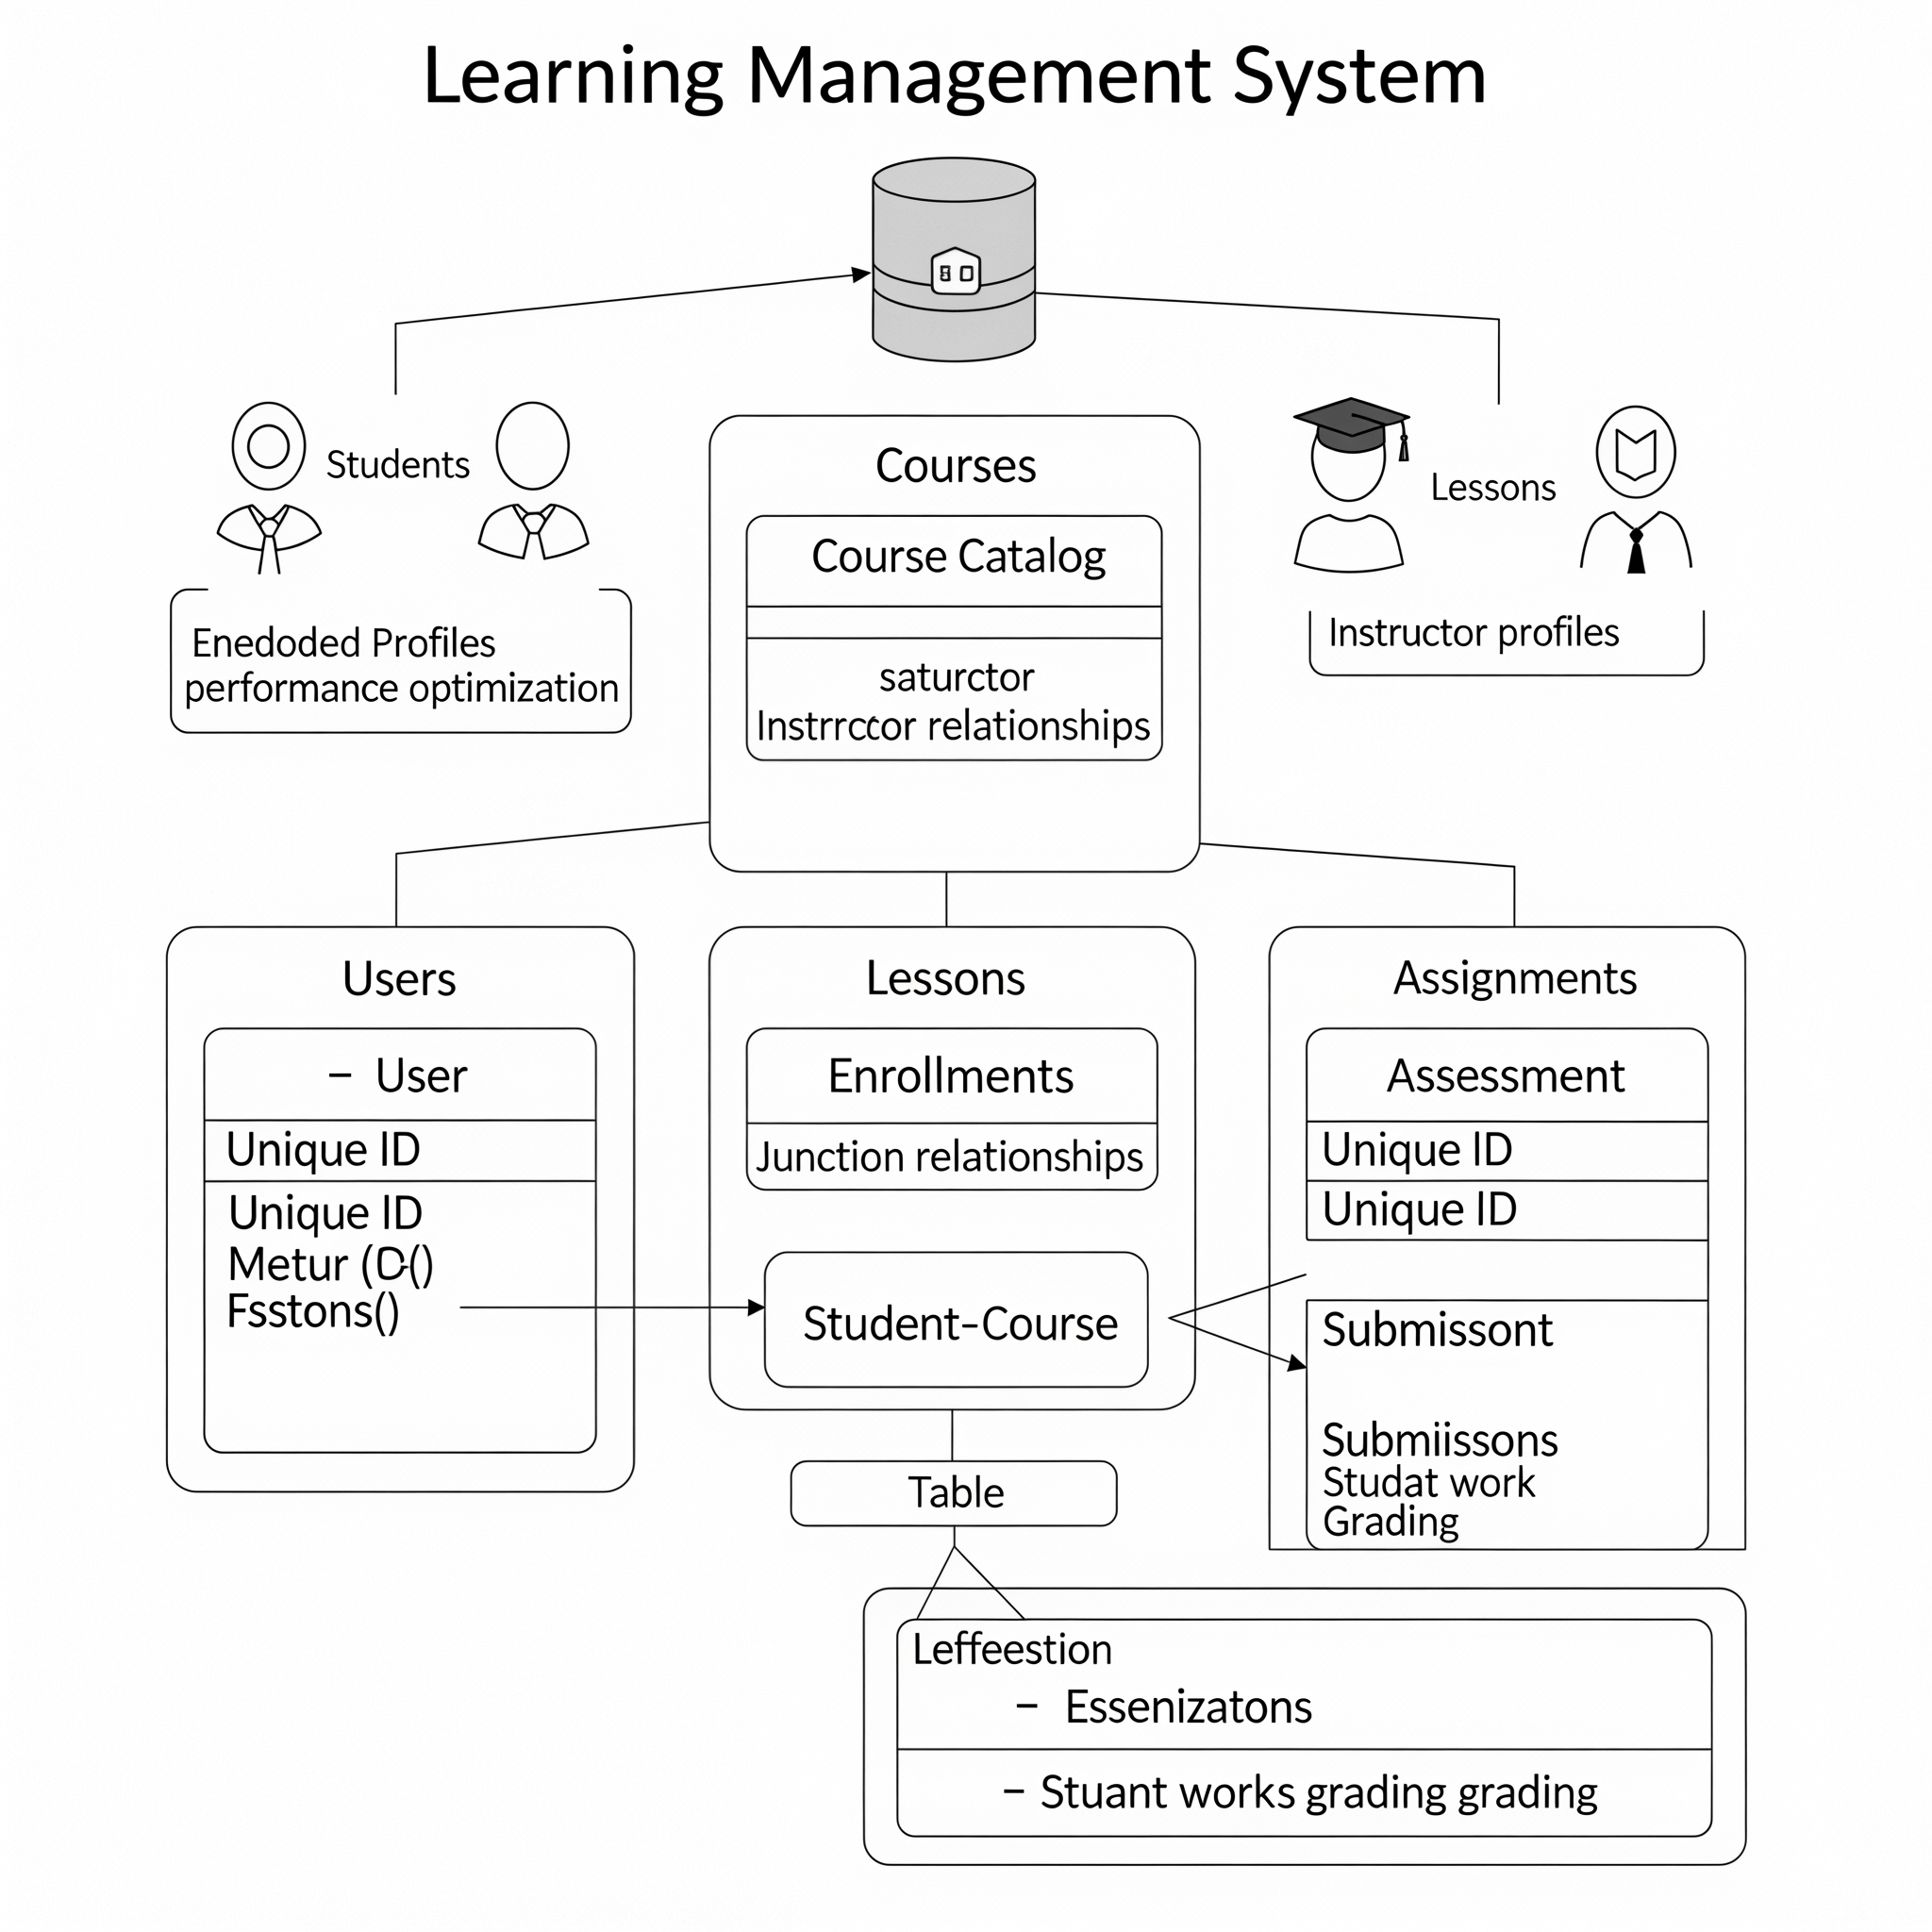 Learning Management System
Students
Lessons
Enedoded Profiles
performance optimization
Courses
Course Catalog
saturctor
Instrrccor relationships
Instructor profiles
Users
– User
Unique ID
Unique ID
Metur (
Fsstons()
Lessons
Enrollments
Junction relationships
Student-Course
Table
Assignments
Assessment
Unique ID
Unique ID
Submissont
Submiissons
Studat work
Grading
Leffeestion
– Essenizatons
– Stuant works grading grading